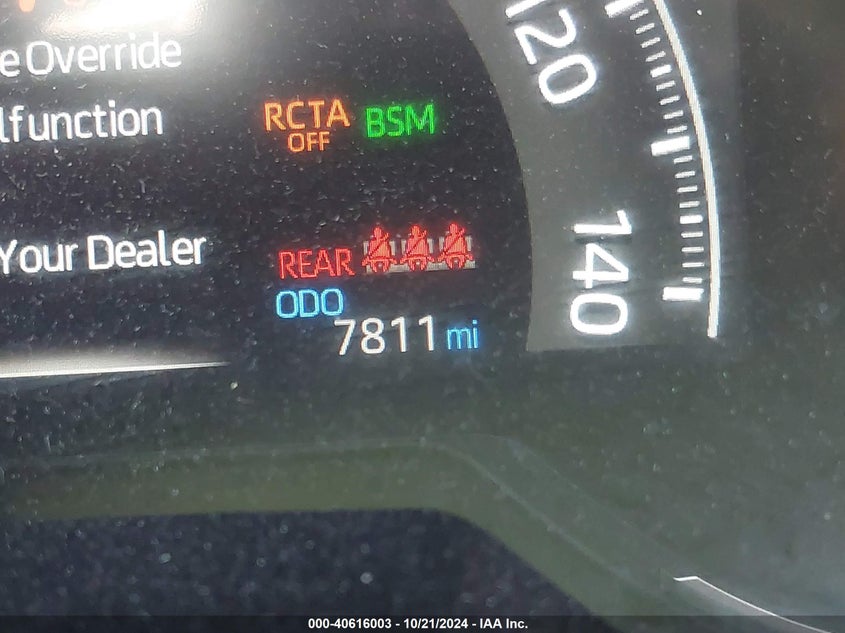 e Override
lfunction
Your Dealer
RCTA
OFF
BSM
REAR
ODO
7811 mi
120
140
000-40616003 - 10/21/2024 - IAA Inc.